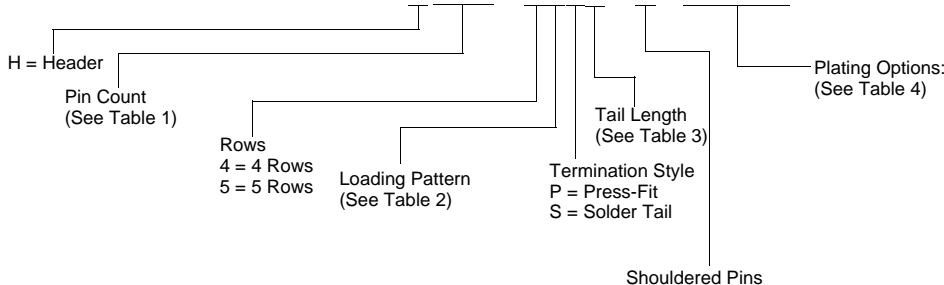 H = Header
Pin Count
(See Table 1)
Rows
4 = 4 Rows
5 = 5 Rows
Loading Pattern
(See Table 2)
Termination Style
P = Press-Fit
S = Solder Tail
Tail Length
(See Table 3)
Shouldered Pins
Plating Options:
(See Table 4)